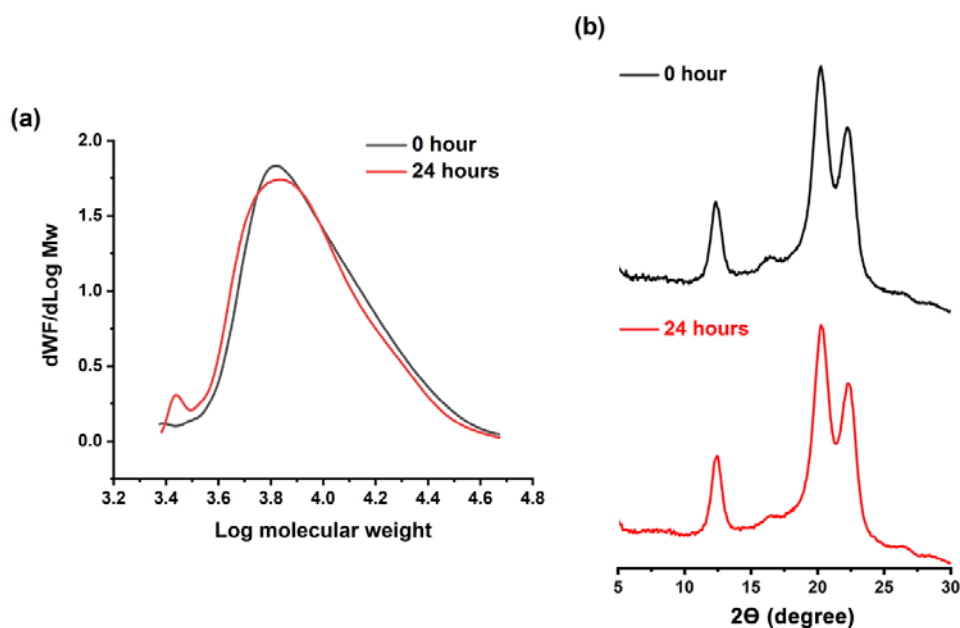 (a)
0 hour
24 hours
dWF/dLog Mw
2.0
1.5
1.0
0.5
0.0
3.2 3.4 3.6 3.8 4.0 4.2 4.4 4.6 4.8
Log molecular weight
(b)
0 hour
24 hours
5 10 15 20 25 30
2Ɵ (degree)